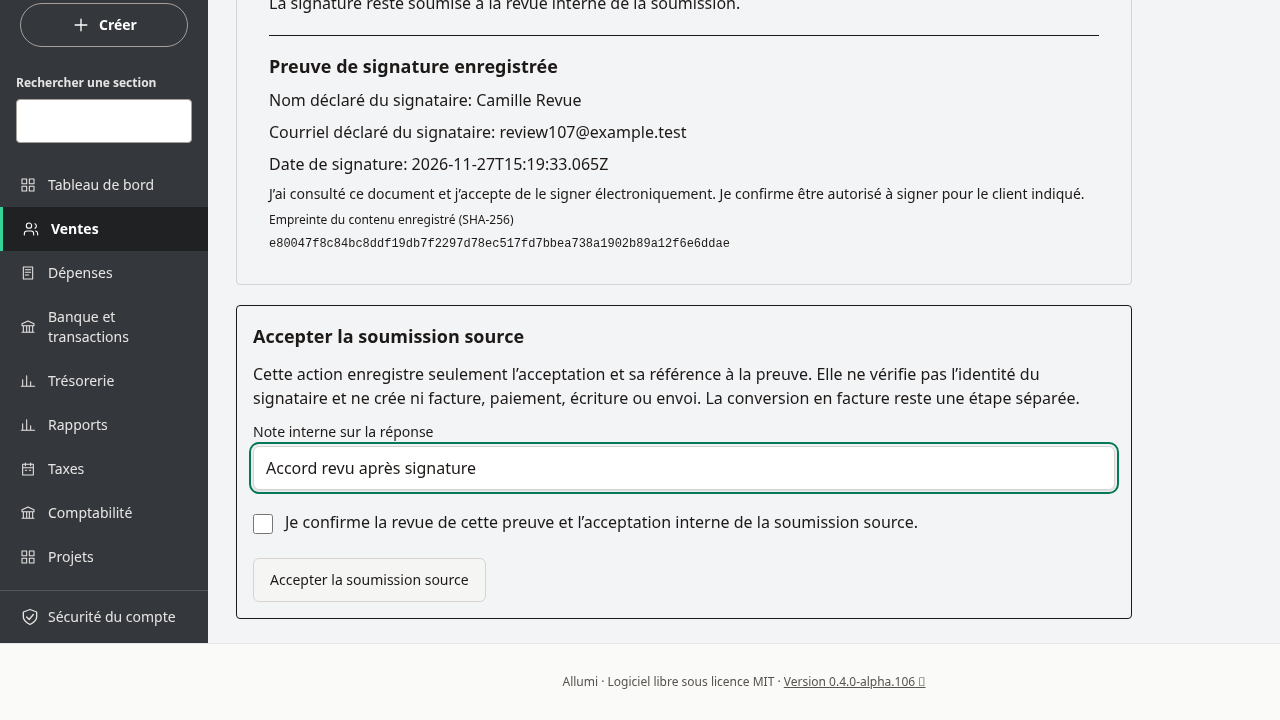 Créer
Rechercher une section
Tableau de bord
Ventes
Dépenses
Banque et
transactions
Trésorerie
Rapports
Taxes
Comptabilité
Projets
Sécurité du compte
La signature reste soumise à la revue interne de la soumission.
Preuve de signature enregistrée
Nom déclaré du signataire: Camille Revue
Courriel déclaré du signataire: review107@example.test
Date de signature: 2026-11-27T15:19:33.065Z
J’ai consulté ce document et j’accepte de le signer électroniquement. Je confirme être autorisé à signer pour le client indiqué.
Empreinte du contenu enregistré (SHA-256)
e80047f8c84bc8ddf19db7f2297d78ec517fd7bbea738a1902b89a12f6e6ddae
Accepter la soumission source
Cette action enregistre seulement l’acceptation et sa référence à la preuve. Elle ne vérifie pas l’identité du
signataire et ne crée ni facture, paiement, écriture ou envoi. La conversion en facture reste une étape séparée.
Note interne sur la réponse
Accord revu après signature
Je confirme la revue de cette preuve et l’acceptation interne de la soumission source.
Accepter la soumission source
Allumi · Logiciel libre sous licence MIT · Version 0.4.0-alpha.106